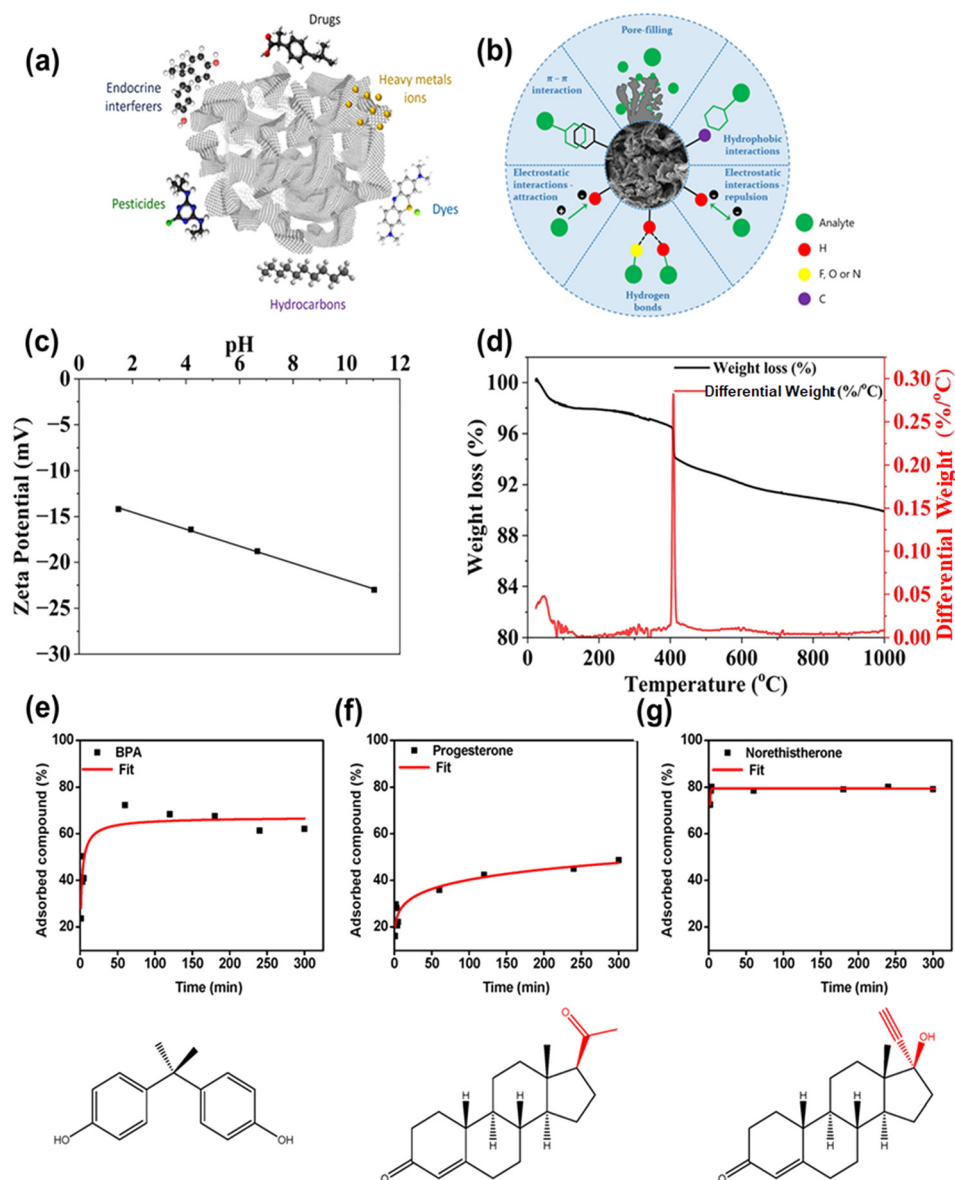 (a)
Drugs
Heavy metals
ions
Endocrine
interferers
Pesticides
Dyes
Hydrocarbons
(b)
Pore-filling
π – π
interaction
Hydrophobic
interactions
Electrostatic
interactions -
attraction
Electrostatic
interactions -
repulsion
+
-
-
-
Hydrogen
bonds
Analyte
H
F, O or N
C
(c)
pH
0 2 4 6 8 10 12
0
−5
−10
−15
−20
−25
−30
Zeta Potential (mV)
(d)
Weight loss (%)
Differential Weight (%/°C)
100
96
92
88
84
80
Weight loss (%)
0.30
0.25
0.20
0.15
0.10
0.05
0.00
Differential Weight (%/°C)
0 200 400 600 800 1000
Temperature (°C)
(e)
BPA
Fit
100
80
60
40
20
Adsorbed compound (%)
0 50 100 150 200 250 300
Time (min)
(f)
Progesterone
Fit
100
80
60
40
20
Adsorbed compound (%)
0 50 100 150 200 250 300
Time (min)
(g)
Norethistherone
Fit
100
80
60
40
20
Adsorbed compound (%)
0 50 100 150 200 250 300
Time (min)
HO
OH
O
H
H
H
H
O
OH
H
H
H
H
O